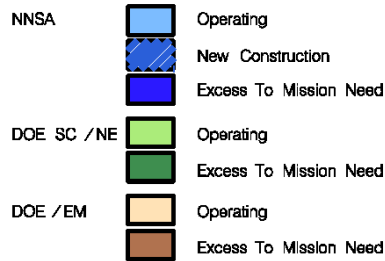 NNSA Operating
New Construction
Excess To Mission Need
DOE SC /NE Operating
Excess To Mission Need
DOE /EM Operating
Excess To Mission Need